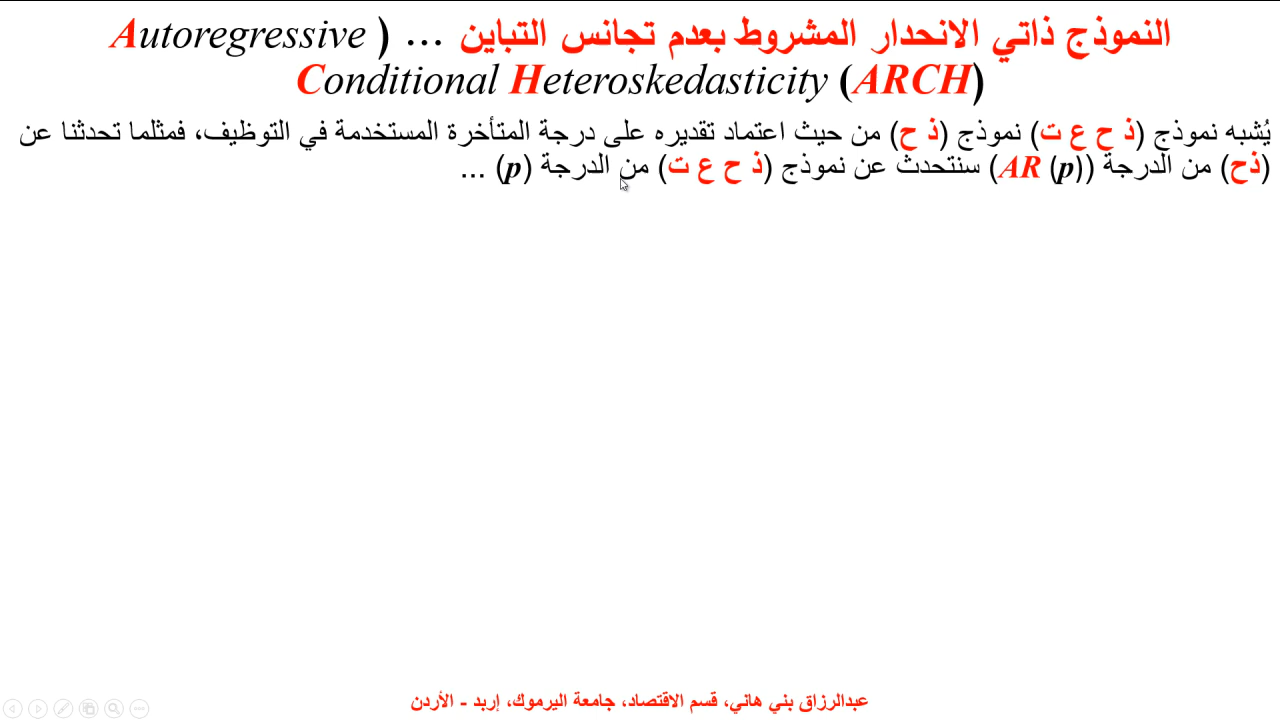 النموذج ذاتي الانحدار المشروط بعدم تجانس التباين ... (Autoregressive
Conditional Heteroskedasticity (ARCH)
يُشبه نموذج (ذ ح ع ت) نموذج (ذ ح) من حيث اعتماد تقديره على درجة المتأخرة المستخدمة في التوظيف، فمثلما تحدثنا عن
(ذح) من الدرجة (AR (p)) سنتحدث عن نموذج (ذ ح ع ت) من الدرجة (p) ...
عبدالرزاق بني هاني، قسم الاقتصاد، جامعة اليرموك، إربد - الأردن